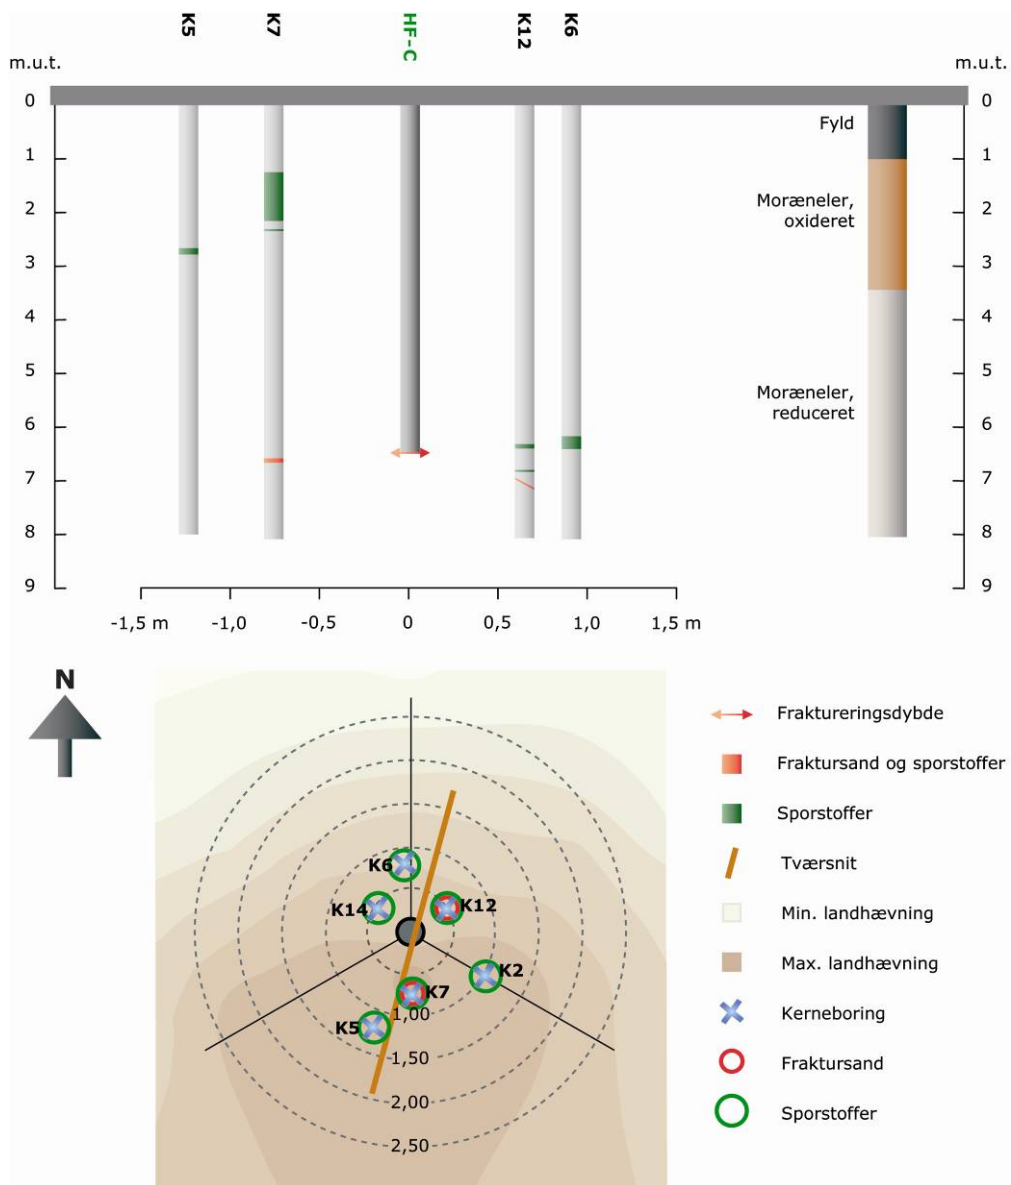 K5
K7
HF-C
K12
K6
m.u.t.
m.u.t.
0
1
2
3
4
5
6
7
8
9
Fyld
Moræneler,
oxideret
Moræneler,
reduceret
0
1
2
3
4
5
6
7
8
9
-1,5 m
-1,0
-0,5
0
0,5
1,0
1,5 m
N
K6
K14
K12
K2
K7
K5
1,00
1,50
2,00
2,50
Fraktureringsdybde
Fraktursand og sporstoffer
Sporstoffer
Tværsnit
Min. landhævning
Max. landhævning
Kerneboring
Fraktursand
Sporstoffer